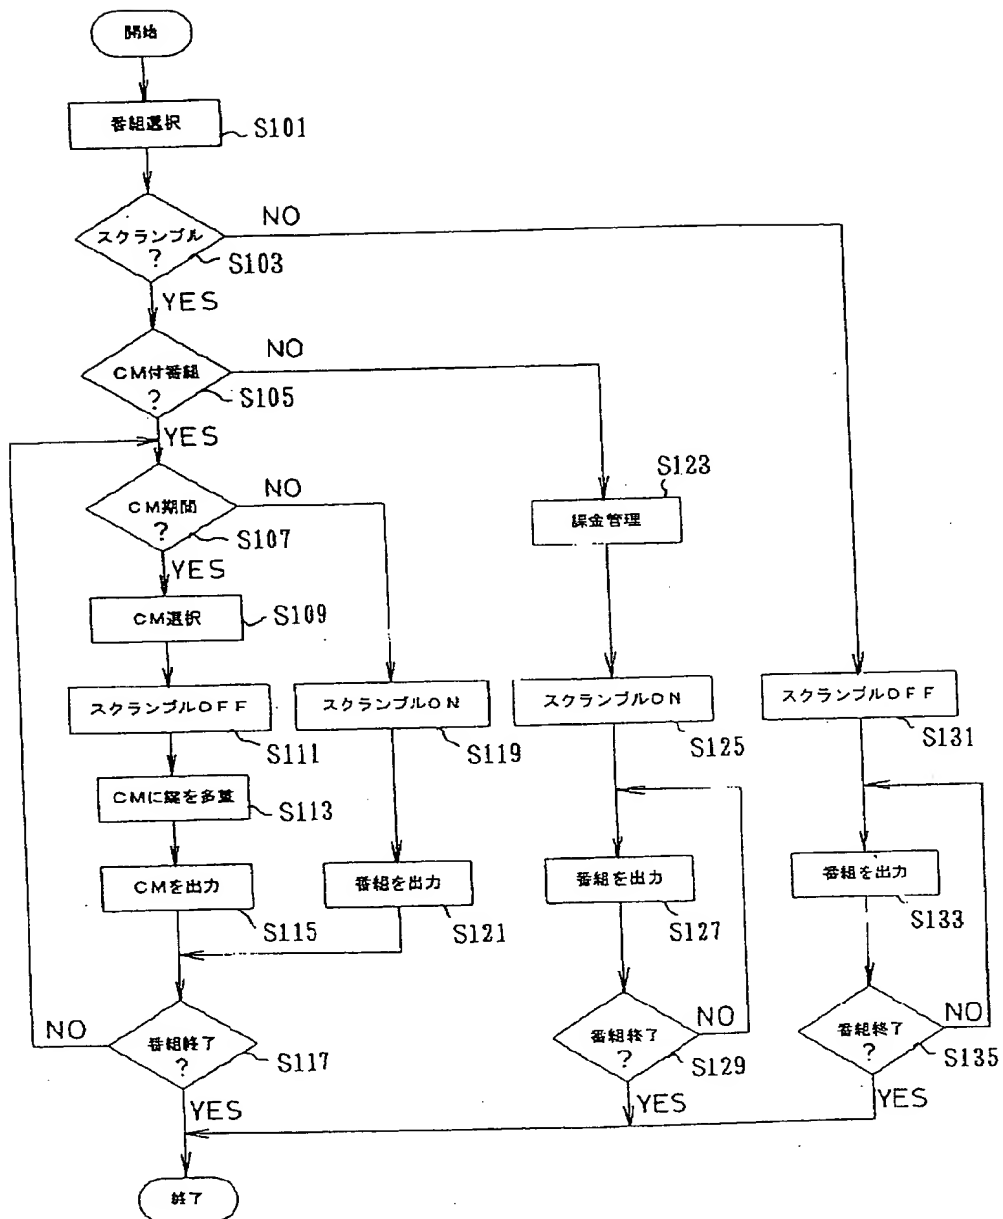 開始
番組選択
S101
スクランブル
?
S103
NO
YES
CM付番組
?
S105
NO
YES
CM期間
?
S107
NO
YES
S123
課金管理
CM選択
S109
スクランブルOFF
S111
スクランブルON
S119
スクランブルON
S125
スクランブルOFF
S131
CMに鍵を多重
S113
CMを出力
S115
番組を出力
S121
番組を出力
S127
番組を出力
S133
番組終了
?
S117
NO
YES
番組終了
?
S129
NO
YES
番組終了
?
S135
NO
YES
終了